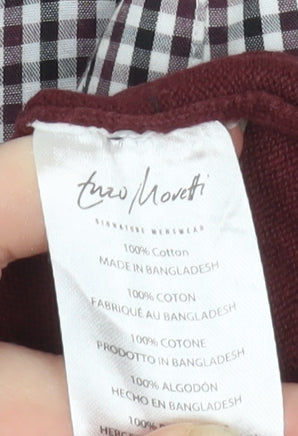 Enzo Moretti
SIGNATURE MENSWEAR
100% Cotton
MADE IN BANGLADESH
100% COTON
FABRIQUÉ AU BANGLADESH
100% COTONE
PRODOTTO IN BANGLADESH
100% ALGODÓN
HECHO EN BANGLADESH
100%